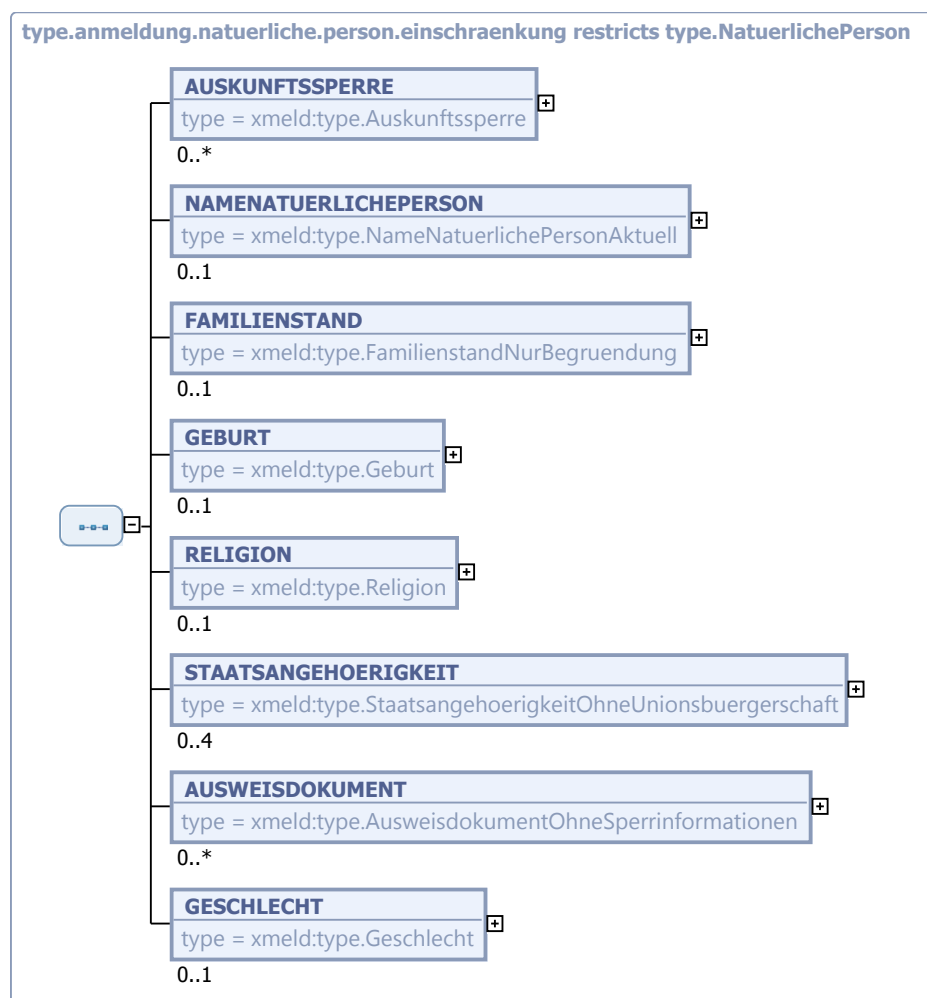 type.anmeldung.natuerliche.person.einschraenkung restricts type.NatuerlichePerson
AUSKUNFTSSPERRE
type = xmeld:type.Auskunftssperre
0..*
NAMENATUERLICHEPERSON
type = xmeld:type.NameNatuerlichePersonAktuell
0..1
FAMILIENSTAND
type = xmeld:type.FamilienstandNurBegruendung
0..1
GEBURT
type = xmeld:type.Geburt
0..1
RELIGION
type = xmeld:type.Religion
0..1
STAATSANGEHOERIGKEIT
type = xmeld:type.StaatsangehoerigkeitOhneUnionsbuergerschaft
0..4
AUSWEISDOKUMENT
type = xmeld:type.AusweisdokumentOhneSperrinformationen
0..*
GESCHLECHT
type = xmeld:type.Geschlecht
0..1